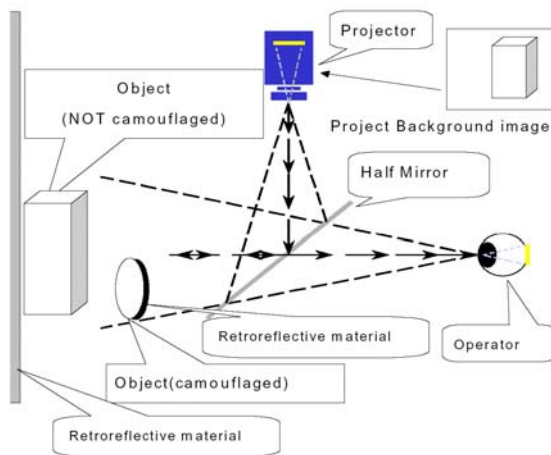 Projector
Object
(NOT camouflaged)
Project Background image
Half Mirror
Retroreflective material
Operator
Object(camouflaged)
Retroreflective material